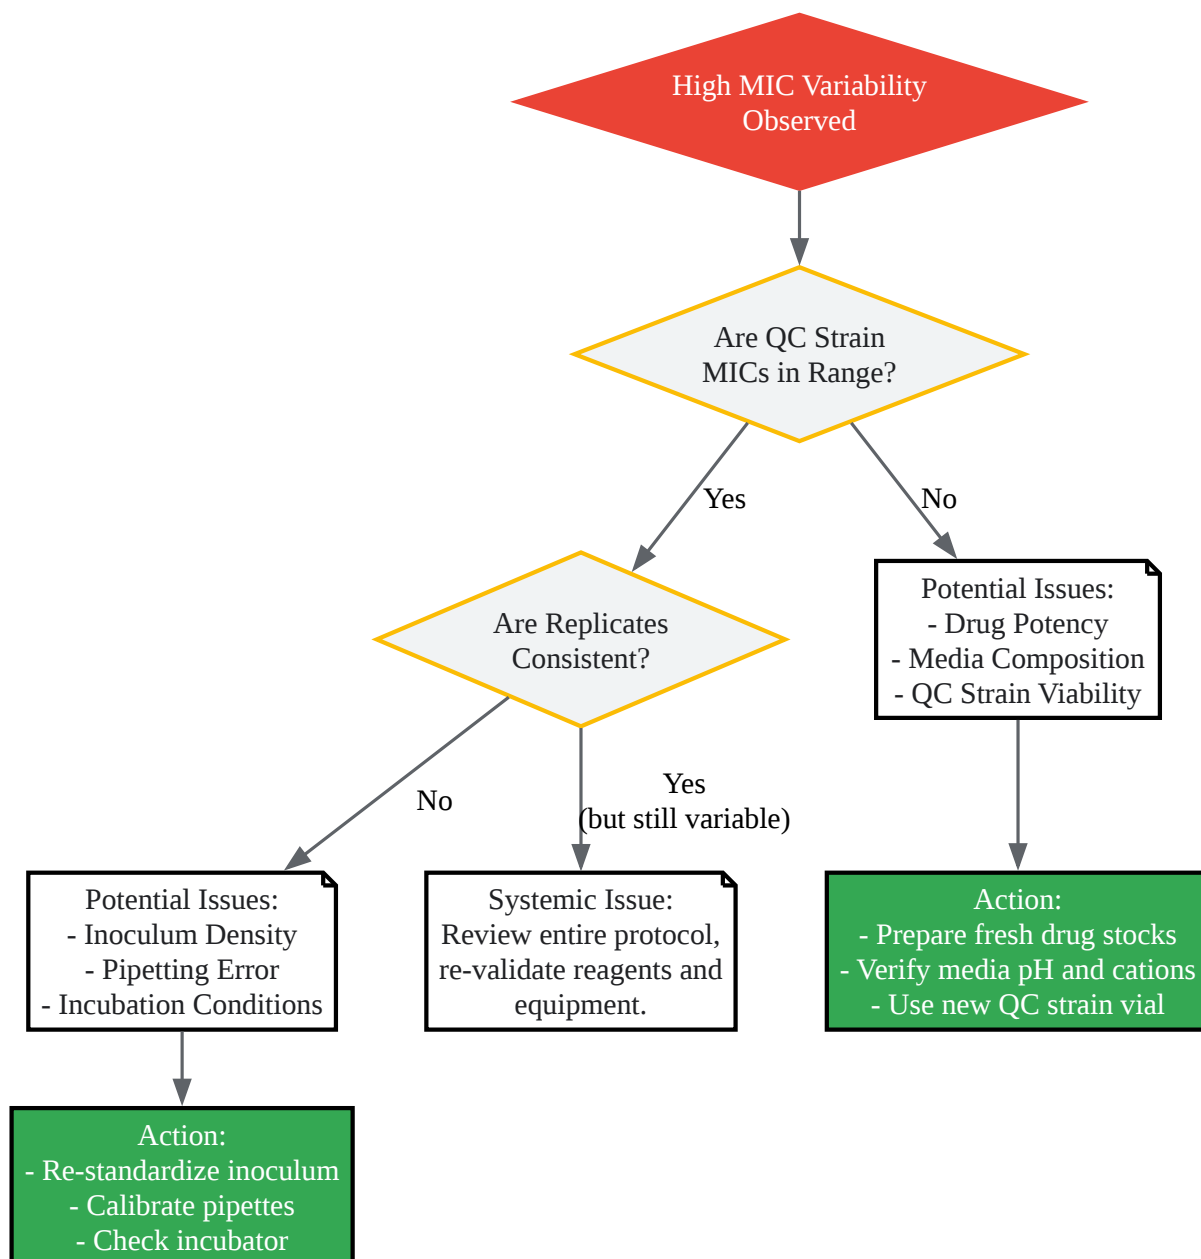 High MIC Variability
Observed
Are QC Strain
MICs in Range?
Yes
No
Are Replicates
Consistent?
Potential Issues:
- Drug Potency
- Media Composition
- QC Strain Viability
No
Yes
(but still variable)
Potential Issues:
- Inoculum Density
- Pipetting Error
- Incubation Conditions
Systemic Issue:
Review entire protocol,
re-validate reagents and
equipment.
Action:
- Prepare fresh drug stocks
- Verify media pH and cations
- Use new QC strain vial
Action:
- Re-standardize inoculum
- Calibrate pipettes
- Check incubator